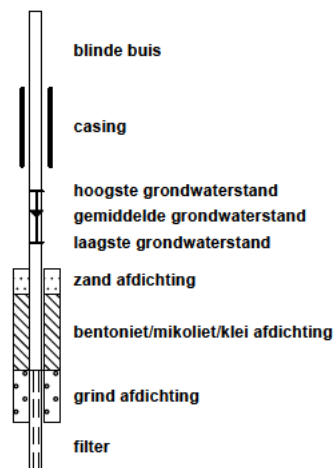 blinde buis
casing
hoogste grondwaterstand
gemiddelde grondwaterstand
laagste grondwaterstand
zand afdichting
bentoniet/mikoliet/klei afdichting
grind afdichting
filter